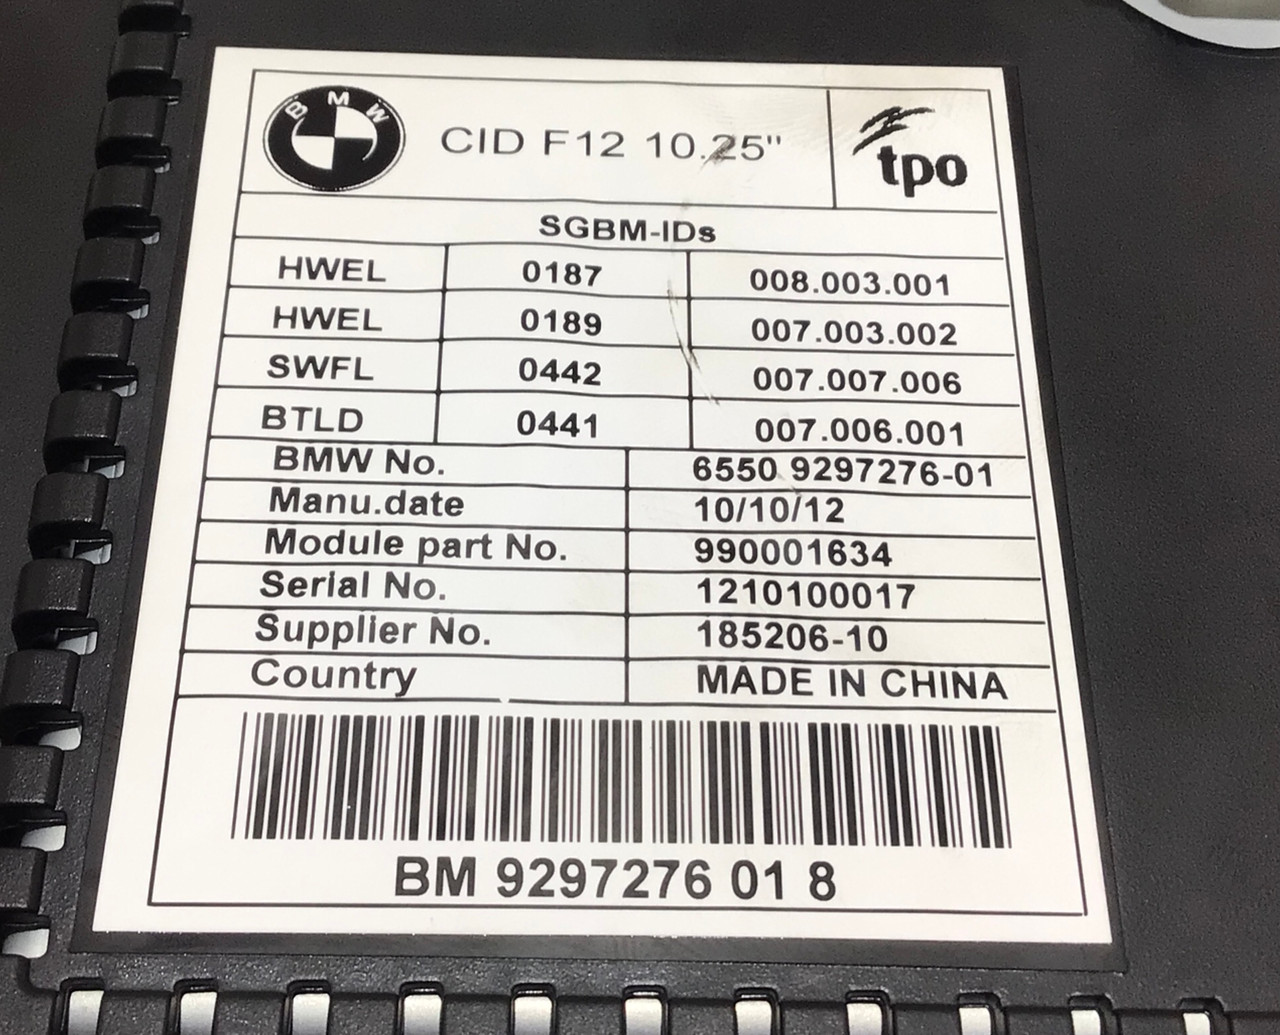 BMW
CID F12 10.25"
tpo
SGBM-IDs
HWEL 0187 008.003.001
HWEL 0189 007.003.002
SWFL 0442 007.007.006
BTLD 0441 007.006.001
BMW No. 6550 9297276-01
Manu.date 10/10/12
Module part No. 990001634
Serial No. 1210100017
Supplier No. 185206-10
Country MADE IN CHINA
BM 9297276 01 8